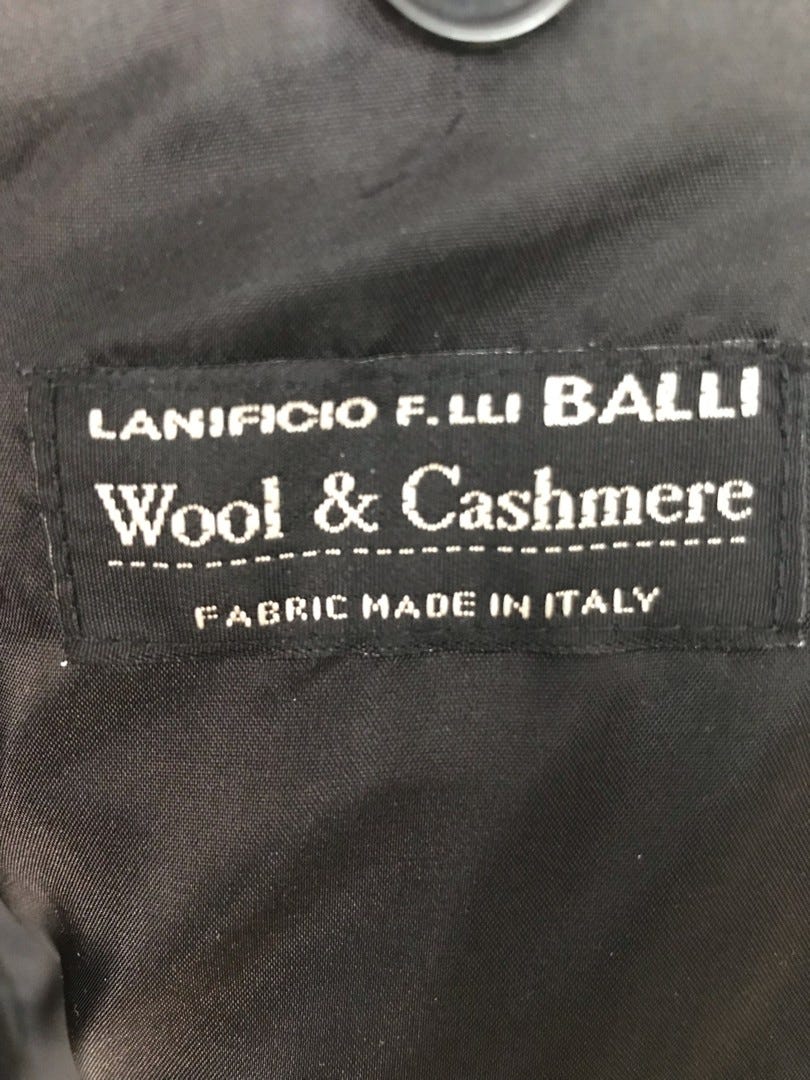 LANIFICIO F.LLI BALLI
Wool & Cashmere
FABRIC MADE IN ITALY